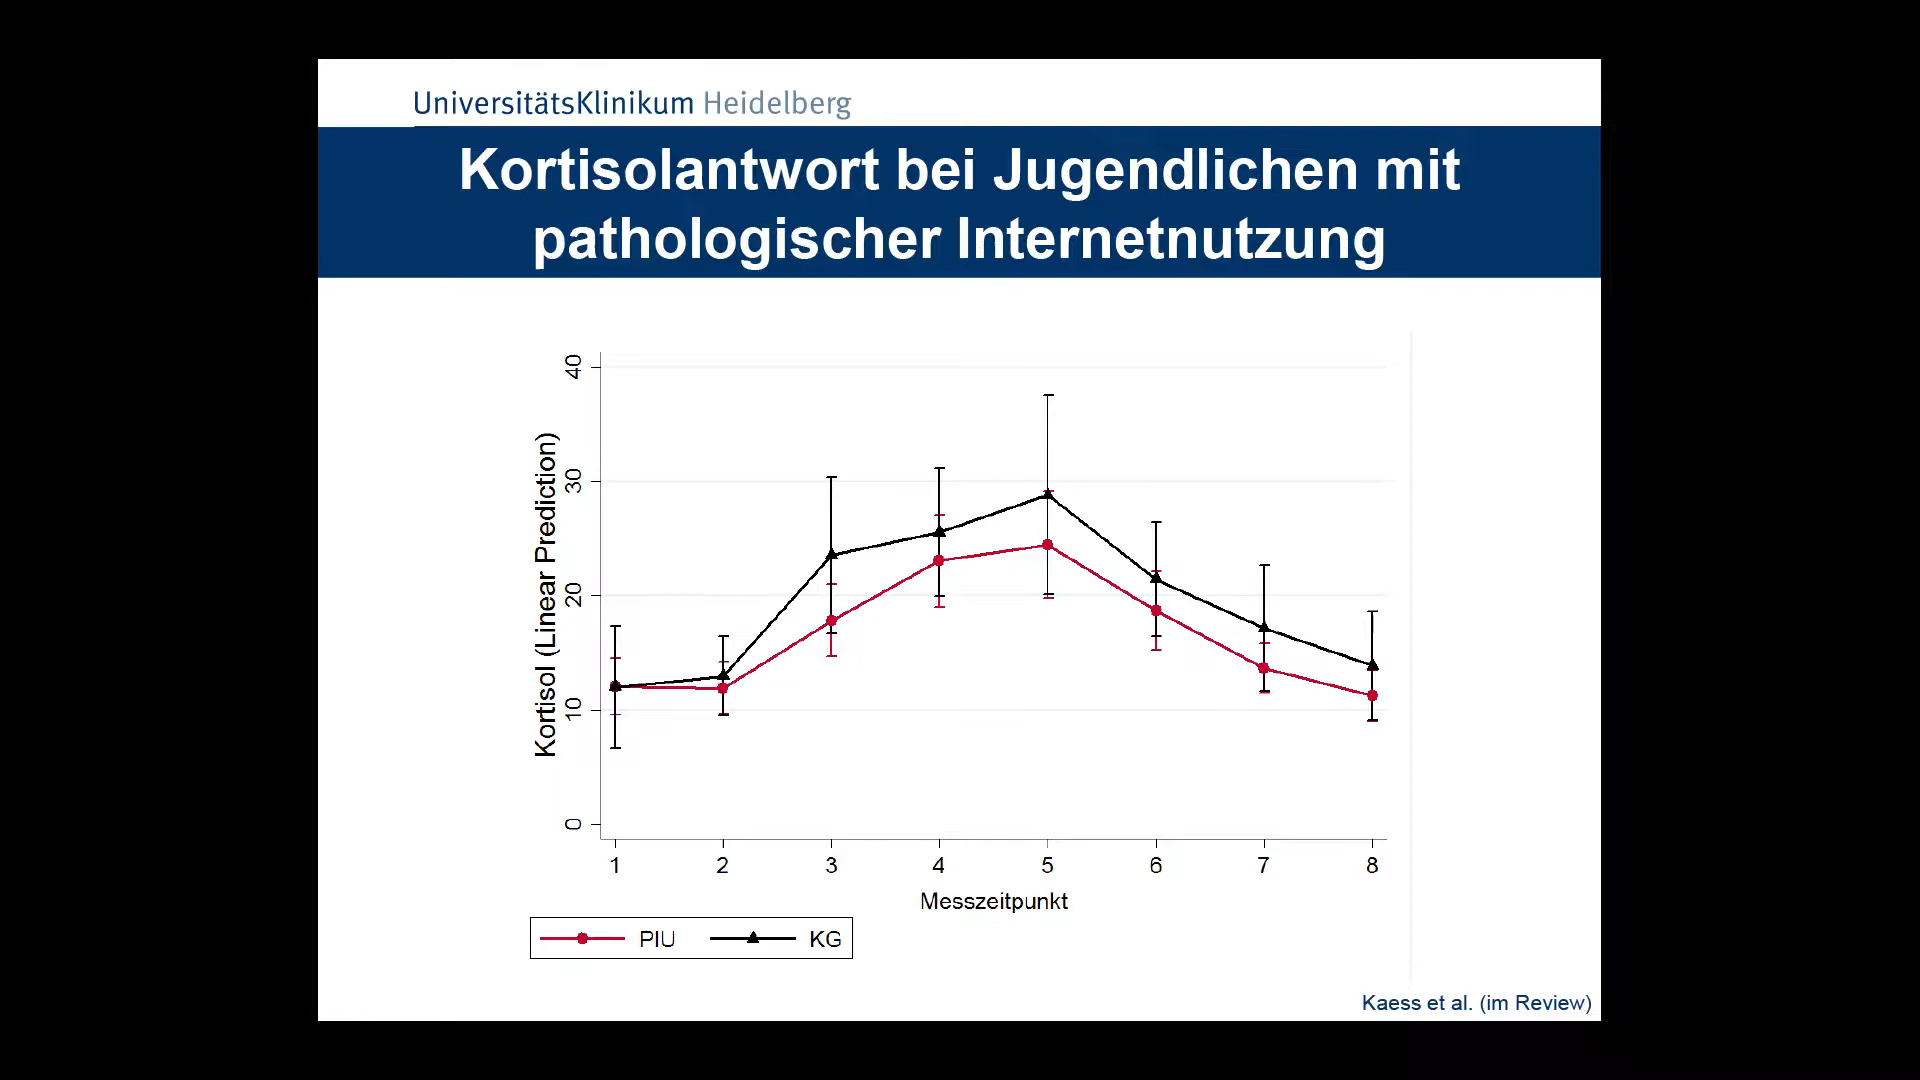 UniversitätsKlinikum Heidelberg
Kortisolantwort bei Jugendlichen mit
pathologischer Internetnutzung
Kortisol (Linear Prediction)
40
30
20
10
0
1 2 3 4 5 6 7 8
Messzeitpunkt
PIU KG
Kaess et al. (im Review)